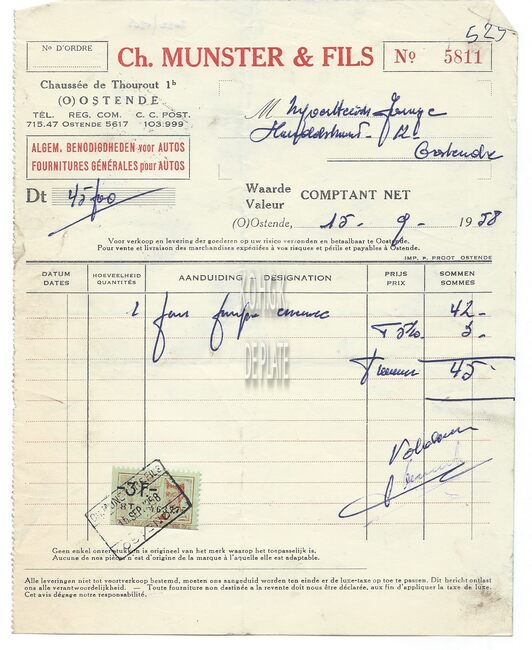 529
No D'ORDRE
Ch. MUNSTER & FILS
No 5811
Chaussée de Thourout 1b
(O)OSTENDE
TÉL. REG. COM. C. C. POST.
715.47 OSTENDE 5617 103.999
ALGEM. BENODIGDHEDEN voor AUTOS
FOURNITURES GÉNÉRALES pour AUTOS
M
Oostende
Dt 45,00
Waarde
Valeur
COMPTANT NET
(O)Ostende, 15 - 9 - 1958
Voor verkoop en levering der goederen op uw risico verzonden en betaalbaar te Oostende.
Pour vente et livraison des marchandises expédiées à vos risques et périls et payables à Ostende.
IMP. P. PROOT OSTENDE
DATUM
DATES
HOEVEELHEID
QUANTITÉS
AANDUIDING - DESIGNATION
PRIJS
PRIX
SOMMEN
SOMMES
42-
T 5% 3-
45-
Voldaan
-3F-
Geen enkel onzer stukken is origineel van het merk waarop het toepasselijk is.
Aucune de nos pièces n'est d'origine de la marque à l'aquelle elle est adaptable.
Alle leveringen niet tot voortverkoop bestemd, moeten ons aangeduid worden ten einde er de luxe-taxe op toe te passen. Dit bericht ontlast
ons alle verantwoordelijkheid. — Toute fourniture non destinée à la revente doit nous être déclarée, aux fin d'appliquer la taxe de luxe.
Cet avis dégage notre responsabilité.